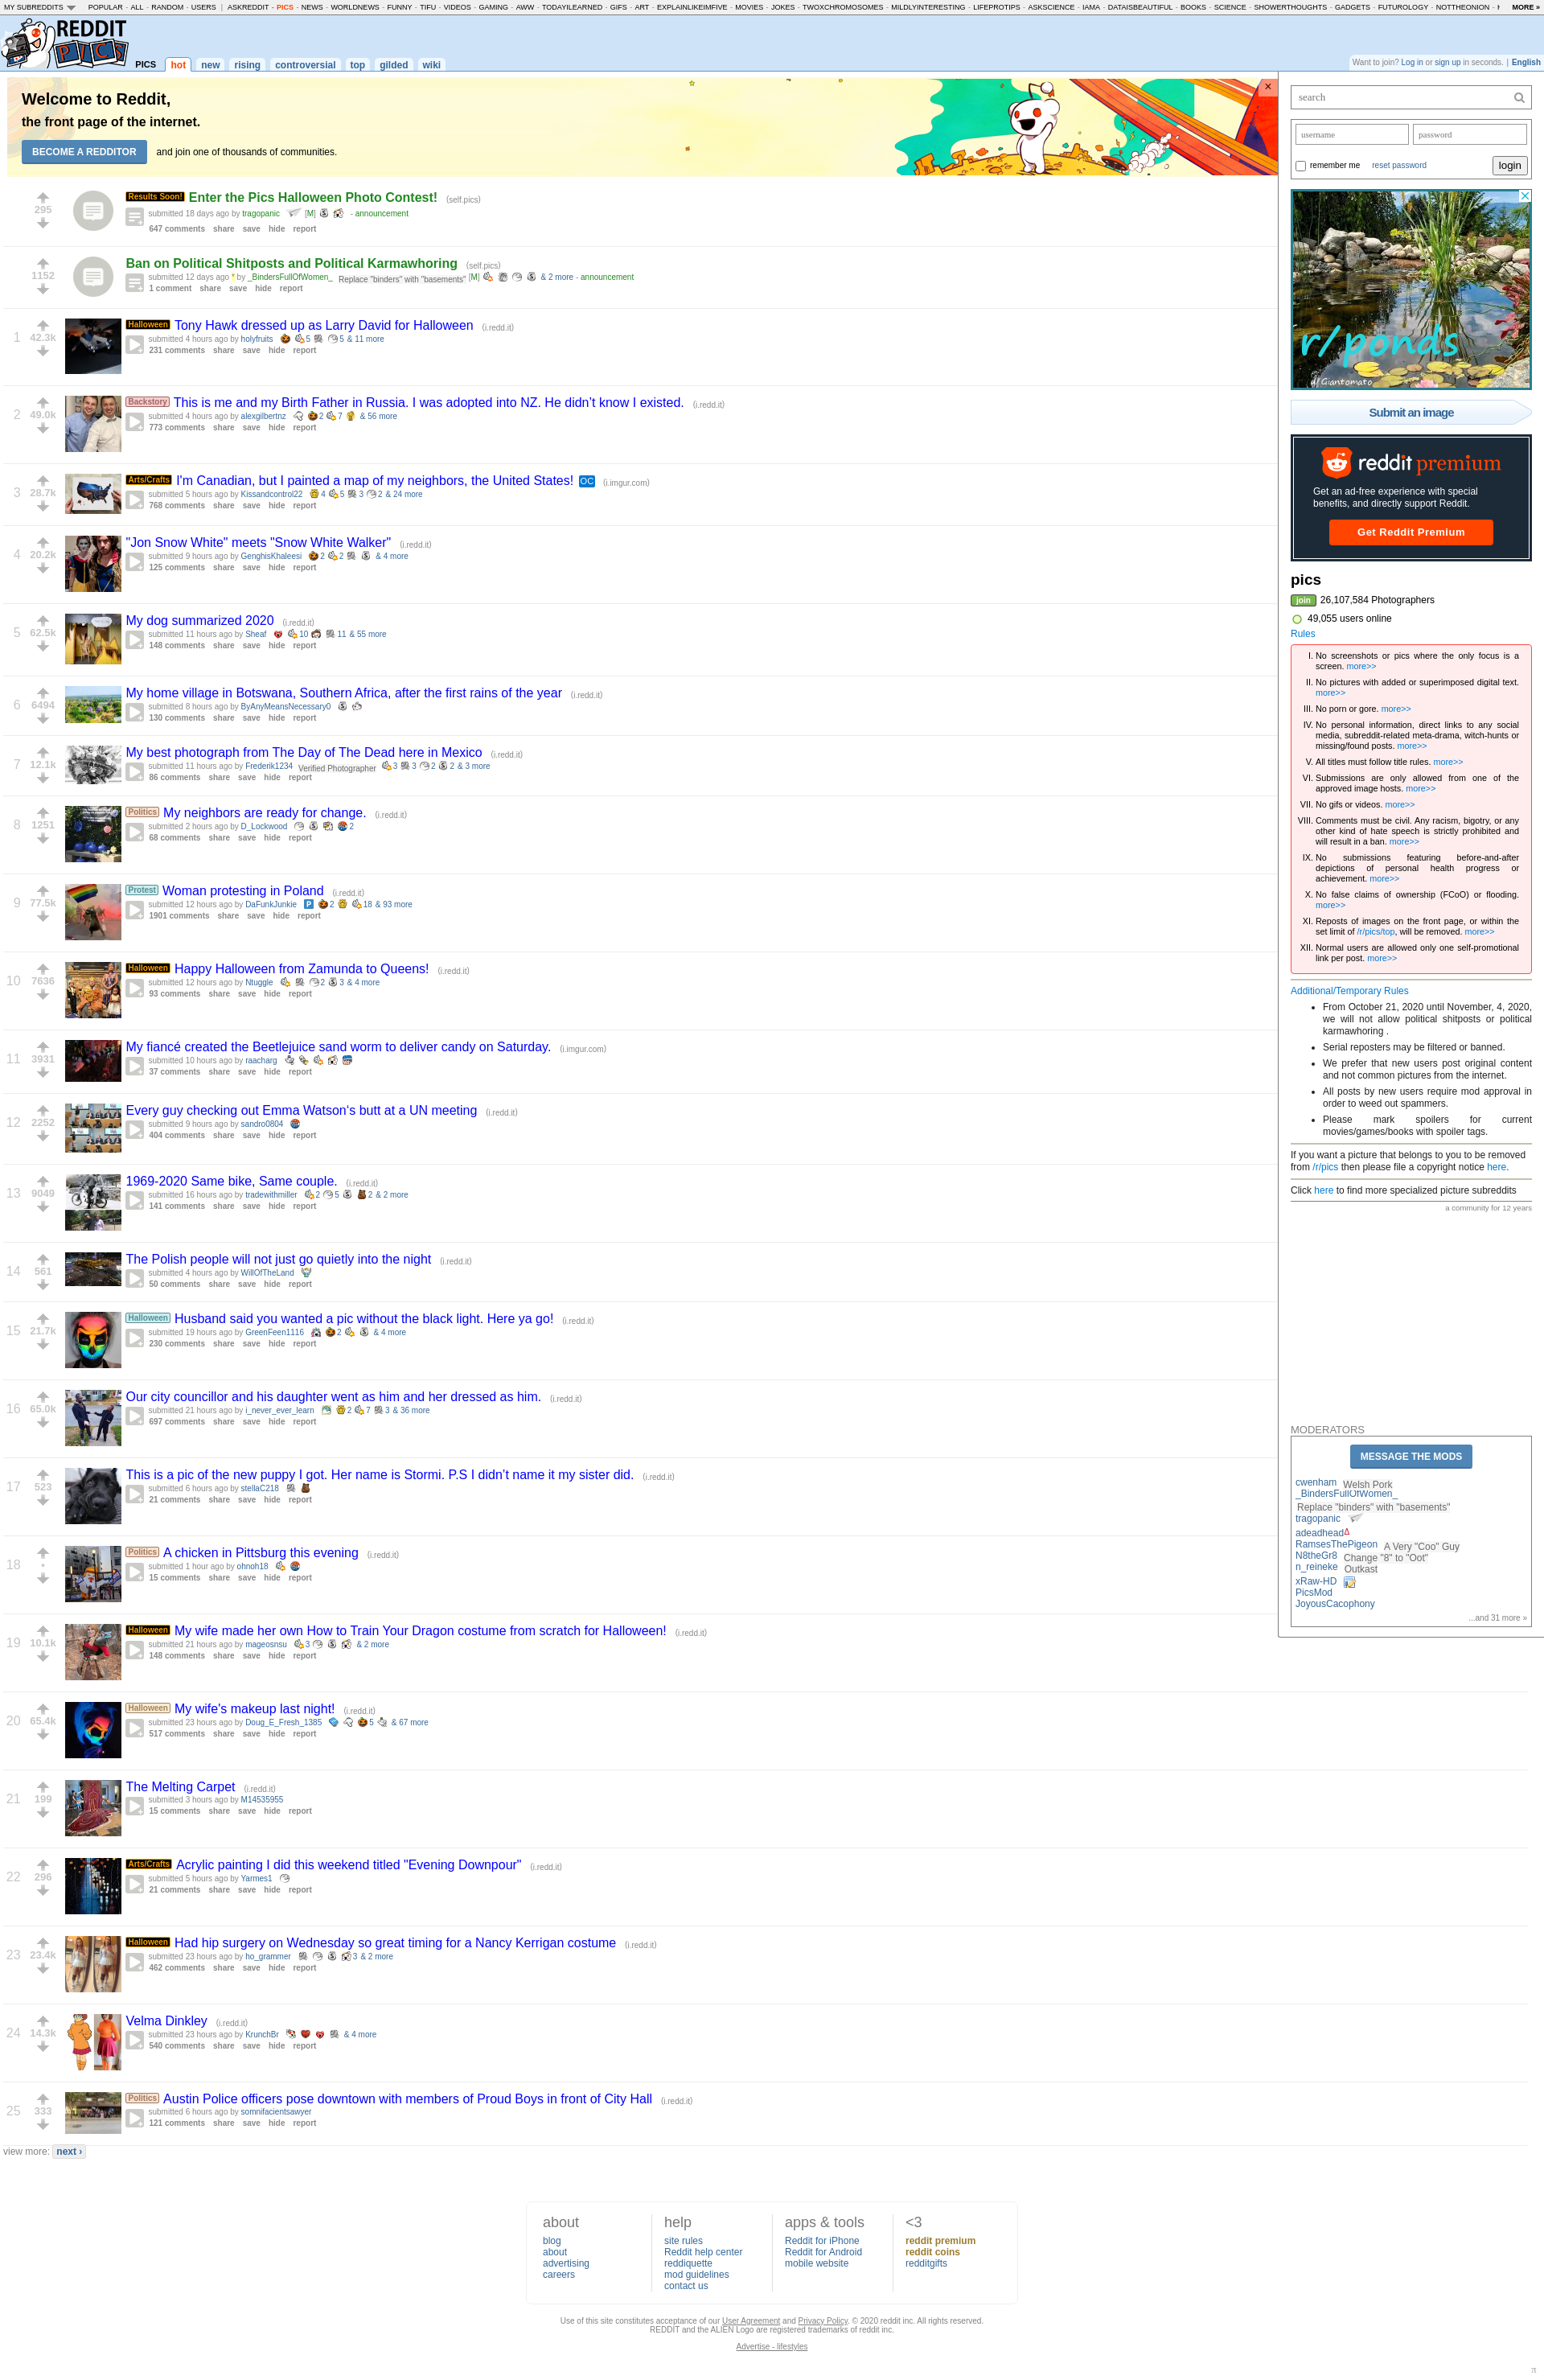 MY SUBREDDITS POPULAR - ALL - RANDOM - USERS | ASKREDDIT - PICS - NEWS - WORLDNEWS - FUNNY - TIFU - VIDEOS - GAMING - AWW - TODAYILEARNED - GIFS - ART - EXPLAINLIKEIMFIVE - MOVIES - JOKES - TWOXCHROMOSOMES - MILDLYINTERESTING - LIFEPROTIPS - ASKSCIENCE - IAMA - DATAISBEAUTIFUL - BOOKS - SCIENCE - SHOWERTHOUGHTS - GADGETS - FUTUROLOGY - NOTTHEONION - MORE »
REDDIT
PICS
PICS hot new rising controversial top gilded wiki
Want to join? Log in or sign up in seconds. | English
Welcome to Reddit,
the front page of the internet.
BECOME A REDDITOR and join one of thousands of communities.
×
295
Results Soon! Enter the Pics Halloween Photo Contest! (self.pics)
submitted 18 days ago by tragopanic [M] - announcement
647 comments share save hide report
1152
Ban on Political Shitposts and Political Karmawhoring (self.pics)
submitted 12 days ago * by _BindersFullOfWomen_ Replace "binders" with "basements" [M] & 2 more - announcement
1 comment share save hide report
1
42.3k
Halloween Tony Hawk dressed up as Larry David for Halloween (i.redd.it)
submitted 4 hours ago by holyfruits 5 5 & 11 more
231 comments share save hide report
2
49.0k
Backstory This is me and my Birth Father in Russia. I was adopted into NZ. He didn’t know I existed. (i.redd.it)
submitted 4 hours ago by alexgilbertnz 2 7 & 56 more
773 comments share save hide report
3
28.7k
Arts/Crafts I'm Canadian, but I painted a map of my neighbors, the United States! OC (i.imgur.com)
submitted 5 hours ago by Kissandcontrol22 4 5 3 2 & 24 more
768 comments share save hide report
4
20.2k
"Jon Snow White" meets "Snow White Walker" (i.redd.it)
submitted 9 hours ago by GenghisKhaleesi 2 2 & 4 more
125 comments share save hide report
5
62.5k
My dog summarized 2020 (i.redd.it)
submitted 11 hours ago by Sheaf 10 11 & 55 more
148 comments share save hide report
6
6494
My home village in Botswana, Southern Africa, after the first rains of the year (i.redd.it)
submitted 8 hours ago by ByAnyMeansNecessary0
130 comments share save hide report
7
12.1k
My best photograph from The Day of The Dead here in Mexico (i.redd.it)
submitted 11 hours ago by Frederik1234 Verified Photographer 3 3 2 2 & 3 more
86 comments share save hide report
8
1251
Politics My neighbors are ready for change. (i.redd.it)
submitted 2 hours ago by D_Lockwood 2
68 comments share save hide report
9
77.5k
Protest Woman protesting in Poland (i.redd.it)
submitted 12 hours ago by DaFunkJunkie P 2 18 & 93 more
1901 comments share save hide report
10
7636
Halloween Happy Halloween from Zamunda to Queens! (i.redd.it)
submitted 12 hours ago by Ntuggle 2 3 & 4 more
93 comments share save hide report
11
3931
My fiancé created the Beetlejuice sand worm to deliver candy on Saturday. (i.imgur.com)
submitted 10 hours ago by raacharg
37 comments share save hide report
12
2252
Every guy checking out Emma Watson‘s butt at a UN meeting (i.redd.it)
submitted 9 hours ago by sandro0804
404 comments share save hide report
13
9049
1969-2020 Same bike, Same couple. (i.redd.it)
submitted 16 hours ago by tradewithmiller 2 5 2 & 2 more
141 comments share save hide report
14
561
The Polish people will not just go quietly into the night (i.redd.it)
submitted 4 hours ago by WillOfTheLand
50 comments share save hide report
15
21.7k
Halloween Husband said you wanted a pic without the black light. Here ya go! (i.redd.it)
submitted 19 hours ago by GreenFeen1116 2 & 4 more
230 comments share save hide report
16
65.0k
Our city councillor and his daughter went as him and her dressed as him. (i.redd.it)
submitted 21 hours ago by i_never_ever_learn 2 7 3 & 36 more
697 comments share save hide report
17
523
This is a pic of the new puppy I got. Her name is Stormi. P.S I didn’t name it my sister did. (i.redd.it)
submitted 6 hours ago by stellaC218
21 comments share save hide report
18
•
Politics A chicken in Pittsburg this evening (i.redd.it)
submitted 1 hour ago by ohnoh18
15 comments share save hide report
19
10.1k
Halloween My wife made her own How to Train Your Dragon costume from scratch for Halloween! (i.redd.it)
submitted 21 hours ago by mageosnsu 3 & 2 more
148 comments share save hide report
20
65.4k
Halloween My wife's makeup last night! (i.redd.it)
submitted 23 hours ago by Doug_E_Fresh_1385 5 & 67 more
517 comments share save hide report
21
199
The Melting Carpet (i.redd.it)
submitted 3 hours ago by M14535955
15 comments share save hide report
22
296
Arts/Crafts Acrylic painting I did this weekend titled "Evening Downpour" (i.redd.it)
submitted 5 hours ago by Yarmes1
21 comments share save hide report
23
23.4k
Halloween Had hip surgery on Wednesday so great timing for a Nancy Kerrigan costume (i.redd.it)
submitted 23 hours ago by ho_grammer 3 & 2 more
462 comments share save hide report
24
14.3k
Velma Dinkley (i.redd.it)
submitted 23 hours ago by KrunchBr & 4 more
540 comments share save hide report
25
333
Politics Austin Police officers pose downtown with members of Proud Boys in front of City Hall (i.redd.it)
submitted 6 hours ago by somnifacientsawyer
121 comments share save hide report
view more: next ›
search
username password
remember me reset password login
r/ponds
d/Giantomato
Submit an image
reddit premium
Get an ad-free experience with special
benefits, and directly support Reddit.
Get Reddit Premium
pics
join 26,107,584 Photographers
49,055 users online
Rules
I. No screenshots or pics where the only focus is a
screen. more>>
II. No pictures with added or superimposed digital text.
more>>
III. No porn or gore. more>>
IV. No personal information, direct links to any social
media, subreddit-related meta-drama, witch-hunts or
missing/found posts. more>>
V. All titles must follow title rules. more>>
VI. Submissions are only allowed from one of the
approved image hosts. more>>
VII. No gifs or videos. more>>
VIII. Comments must be civil. Any racism, bigotry, or any
other kind of hate speech is strictly prohibited and
will result in a ban. more>>
IX. No submissions featuring before-and-after
depictions of personal health progress or
achievement. more>>
X. No false claims of ownership (FCoO) or flooding.
more>>
XI. Reposts of images on the front page, or within the
set limit of /r/pics/top, will be removed. more>>
XII. Normal users are allowed only one self-promotional
link per post. more>>
Additional/Temporary Rules
• From October 21, 2020 until November, 4, 2020,
we will not allow political shitposts or political
karmawhoring .
• Serial reposters may be filtered or banned.
• We prefer that new users post original content
and not common pictures from the internet.
• All posts by new users require mod approval in
order to weed out spammers.
• Please mark spoilers for current
movies/games/books with spoiler tags.
If you want a picture that belongs to you to be removed
from /r/pics then please file a copyright notice here.
Click here to find more specialized picture subreddits
a community for 12 years
MODERATORS
MESSAGE THE MODS
cwenham Welsh Pork
_BindersFullOfWomen_
Replace "binders" with "basements"
tragopanic
adeadhead Δ
RamsesThePigeon A Very "Coo" Guy
N8theGr8 Change "8" to "Oot"
n_reineke Outkast
xRaw-HD
PicsMod
JoyousCacophony
...and 31 more »
about
blog
about
advertising
careers
help
site rules
Reddit help center
reddiquette
mod guidelines
contact us
apps & tools
Reddit for iPhone
Reddit for Android
mobile website
<3
reddit premium
reddit coins
redditgifts
Use of this site constitutes acceptance of our User Agreement and Privacy Policy. © 2020 reddit inc. All rights reserved.
REDDIT and the ALIEN Logo are registered trademarks of reddit inc.
Advertise - lifestyles
π